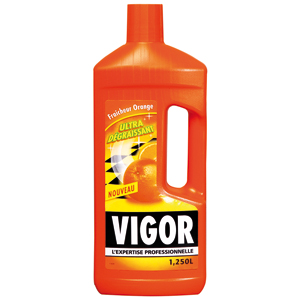 Fraîcheur Orange
ULTRA
DÉGRAISSANT
NOUVEAU
VIGOR
L'EXPERTISE PROFESSIONNELLE
1,250L